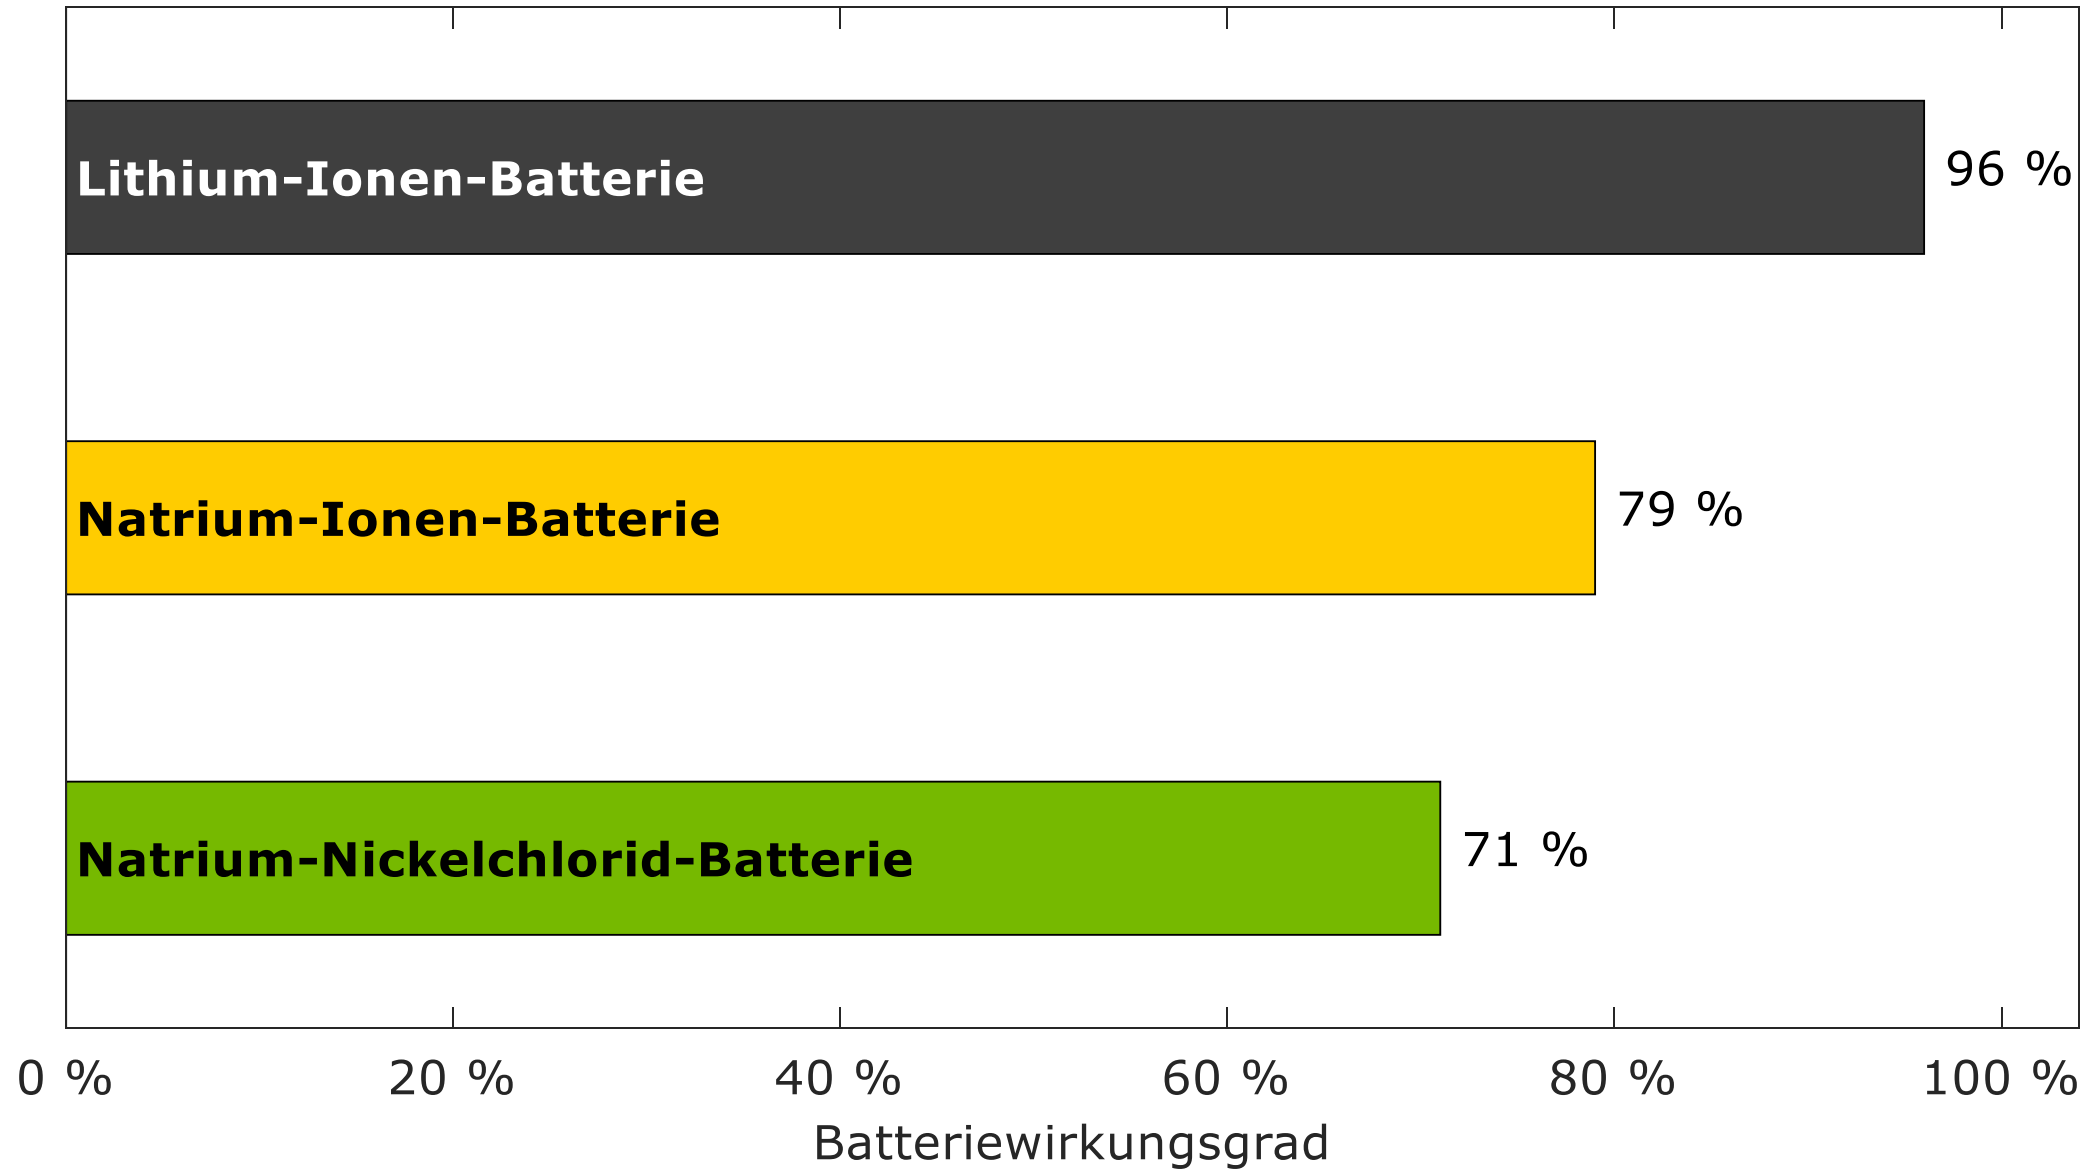 Lithium-Ionen-Batterie
96 %
Natrium-Ionen-Batterie
79 %
Natrium-Nickelchlorid-Batterie
71 %
0 % 20 % 40 % 60 % 80 % 100 %
Batteriewirkungsgrad